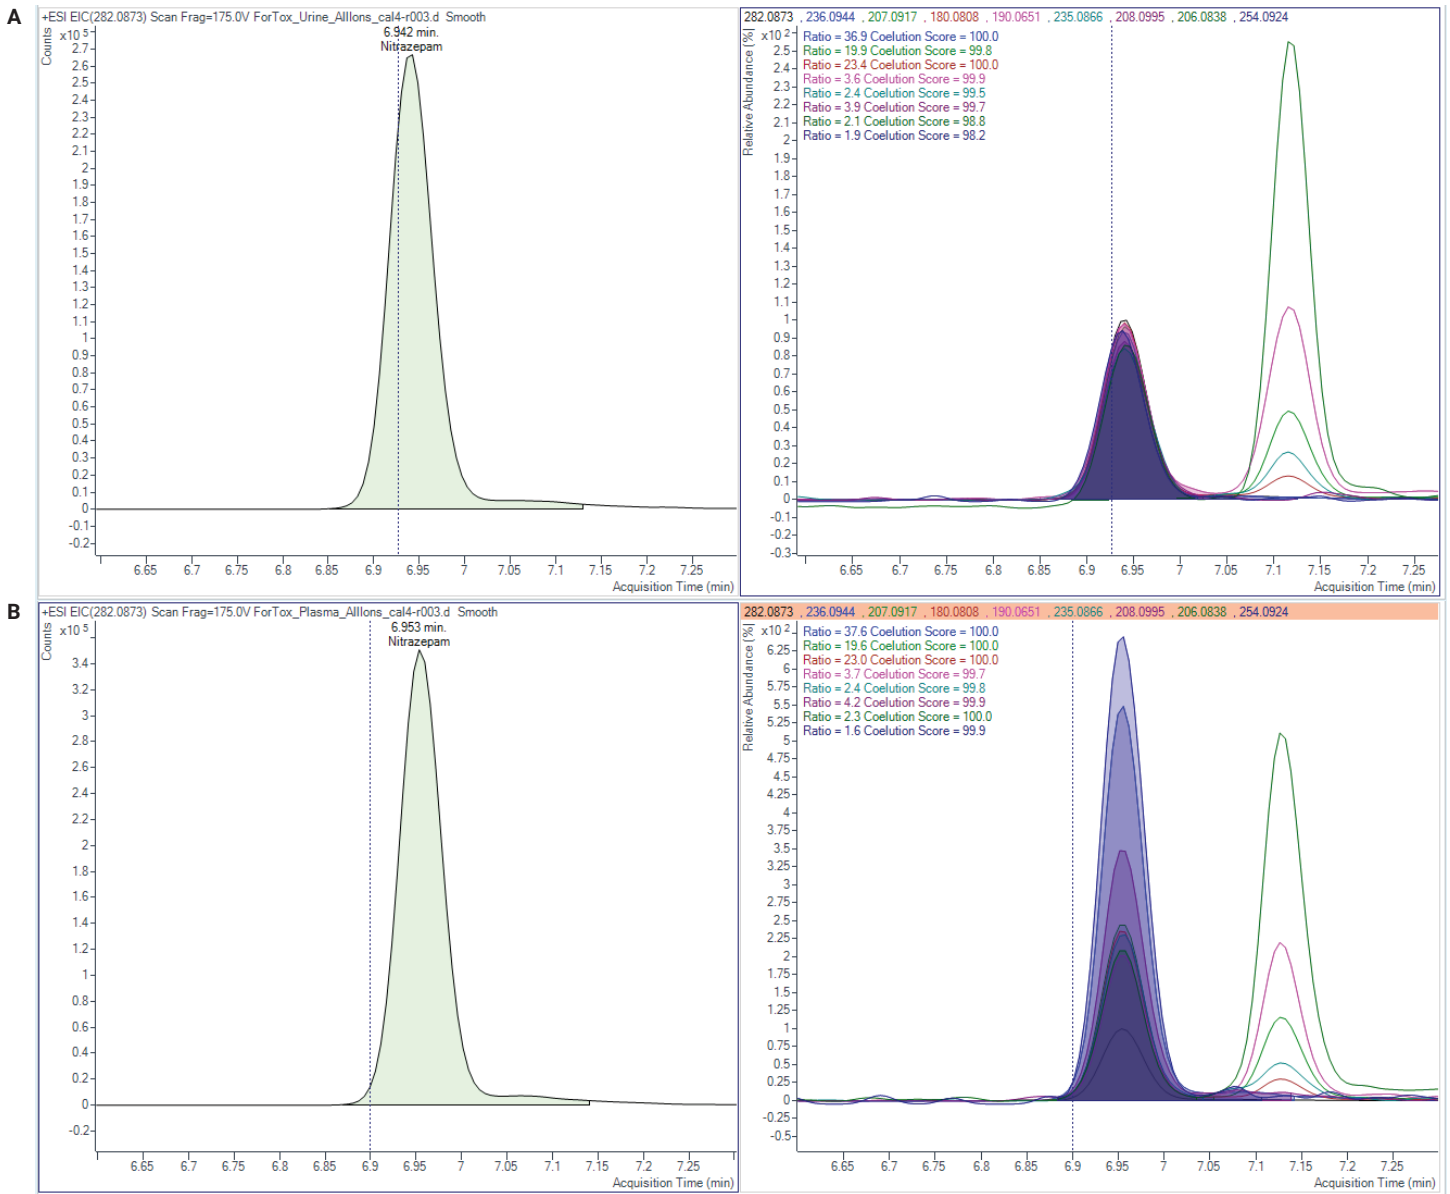 A
+ESI EIC(282.0873) Scan Frag=175.0V ForTox_Urine_AllIons_cal4-r003.d Smooth
Counts
x10 5
6.942 min.
Nitrazepam
2.7
2.6
2.5
2.4
2.3
2.2
2.1
2
1.9
1.8
1.7
1.6
1.5
1.4
1.3
1.2
1.1
1
0.9
0.8
0.7
0.6
0.5
0.4
0.3
0.2
0.1
0
-0.1
-0.2
6.65 6.7 6.75 6.8 6.85 6.9 6.95 7 7.05 7.1 7.15 7.2 7.25
Acquisition Time (min)
282.0873 , 236.0944 , 207.0917 , 180.0808 , 190.0651 , 235.0866 , 208.0995 , 206.0838 , 254.0924
Relative Abundance (%)
x10 2
Ratio = 36.9 Coelution Score = 100.0
Ratio = 19.9 Coelution Score = 99.8
Ratio = 23.4 Coelution Score = 100.0
Ratio = 3.6 Coelution Score = 99.9
Ratio = 2.4 Coelution Score = 99.5
Ratio = 3.9 Coelution Score = 99.7
Ratio = 2.1 Coelution Score = 98.8
Ratio = 1.9 Coelution Score = 98.2
2.5
2.4
2.3
2.2
2.1
2
1.9
1.8
1.7
1.6
1.5
1.4
1.3
1.2
1.1
1
0.9
0.8
0.7
0.6
0.5
0.4
0.3
0.2
0.1
0
-0.1
-0.2
-0.3
6.65 6.7 6.75 6.8 6.85 6.9 6.95 7 7.05 7.1 7.15 7.2 7.25
Acquisition Time (min)
B
+ESI EIC(282.0873) Scan Frag=175.0V ForTox_Plasma_AllIons_cal4-r003.d Smooth
Counts
x10 5
6.953 min.
Nitrazepam
3.4
3.2
3
2.8
2.6
2.4
2.2
2
1.8
1.6
1.4
1.2
1
0.8
0.6
0.4
0.2
0
-0.2
6.65 6.7 6.75 6.8 6.85 6.9 6.95 7 7.05 7.1 7.15 7.2 7.25
Acquisition Time (min)
282.0873 , 236.0944 , 207.0917 , 180.0808 , 190.0651 , 235.0866 , 208.0995 , 206.0838 , 254.0924
Relative Abundance (%)
x10 2
Ratio = 37.6 Coelution Score = 100.0
Ratio = 19.6 Coelution Score = 100.0
Ratio = 23.0 Coelution Score = 100.0
Ratio = 3.7 Coelution Score = 99.7
Ratio = 2.4 Coelution Score = 99.8
Ratio = 4.2 Coelution Score = 99.9
Ratio = 2.3 Coelution Score = 100.0
Ratio = 1.6 Coelution Score = 99.9
6.25
6
5.75
5.5
5.25
5
4.75
4.5
4.25
4
3.75
3.5
3.25
3
2.75
2.5
2.25
2
1.75
1.5
1.25
1
0.75
0.5
0.25
0
-0.25
-0.5
6.65 6.7 6.75 6.8 6.85 6.9 6.95 7 7.05 7.1 7.15 7.2 7.25
Acquisition Time (min)